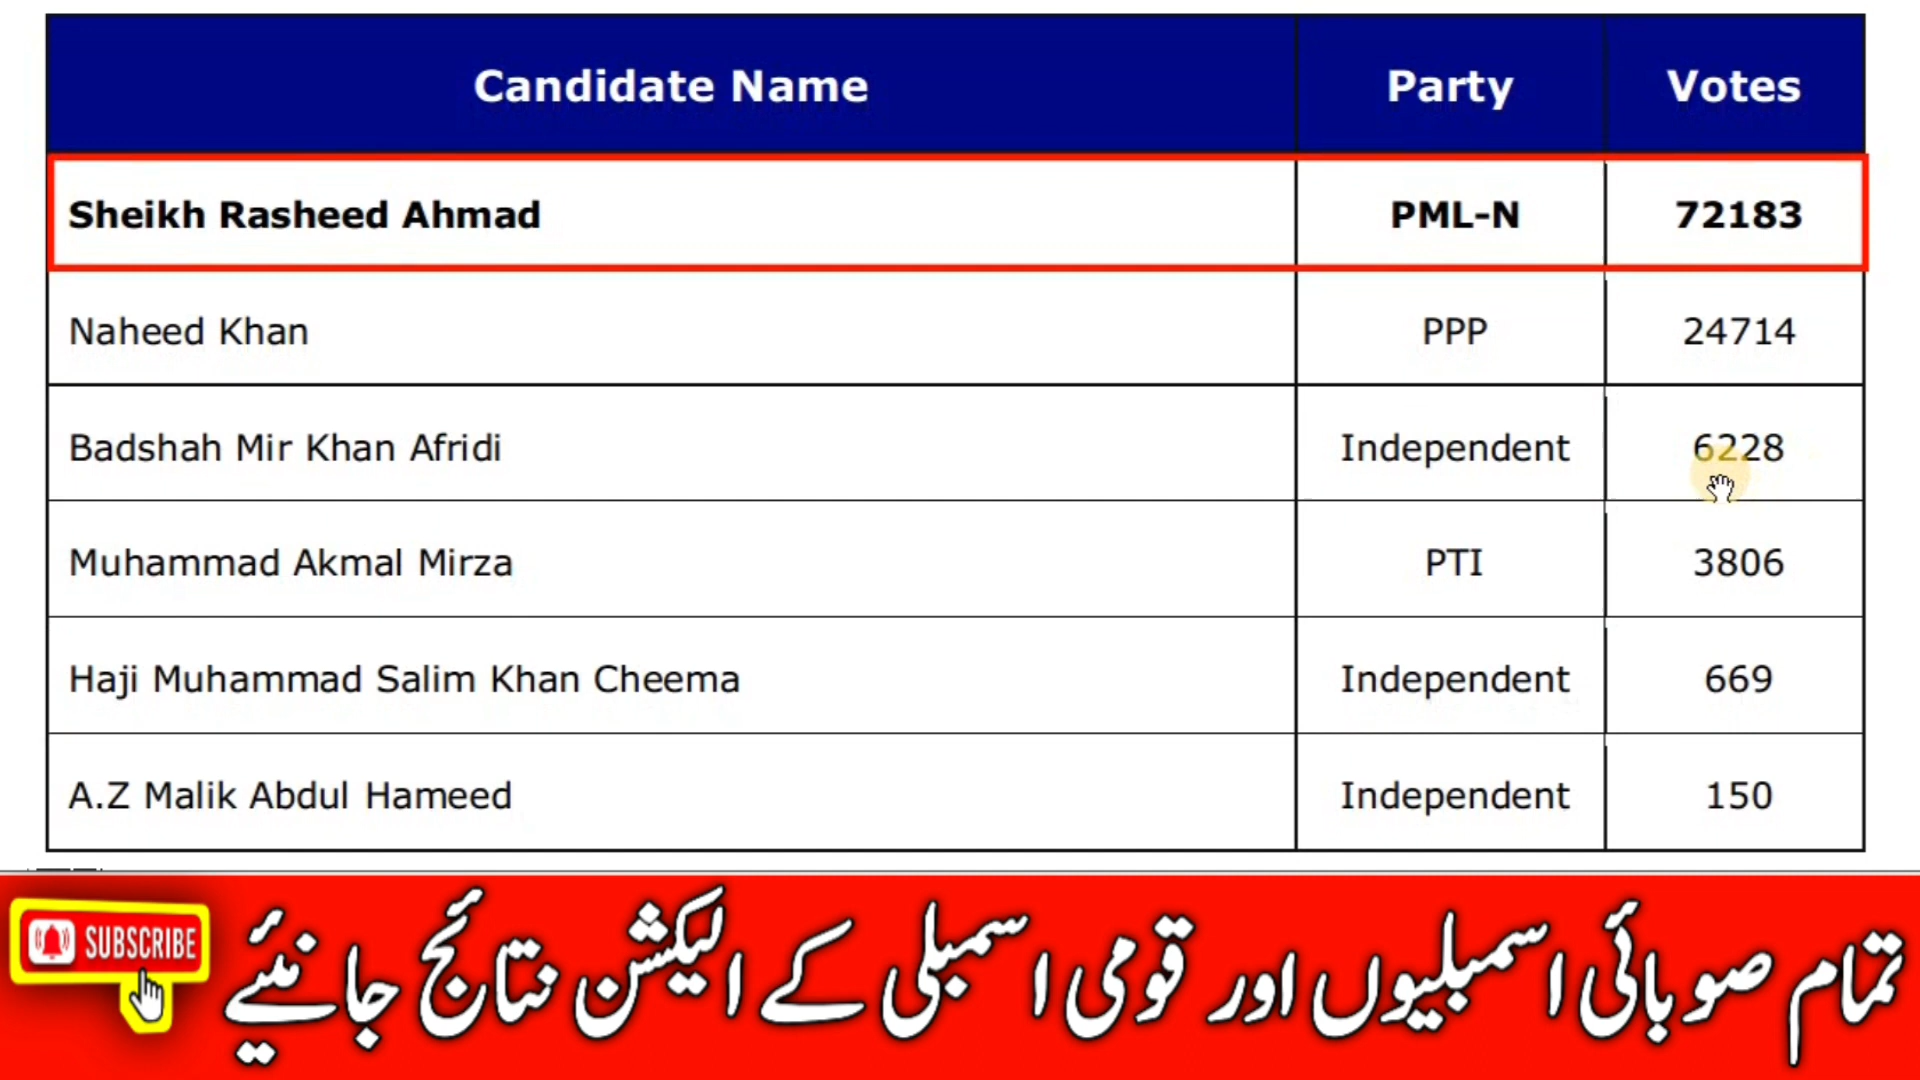 Candidate Name Party Votes
Sheikh Rasheed Ahmad PML-N 72183
Naheed Khan PPP 24714
Badshah Mir Khan Afridi Independent 6228
Muhammad Akmal Mirza PTI 3806
Haji Muhammad Salim Khan Cheema Independent 669
A.Z Malik Abdul Hameed Independent 150
SUBSCRIBE
تمام صوبائی اسمبلیوں اور قومی اسمبلی کے الیکشن نتائج جانئیے